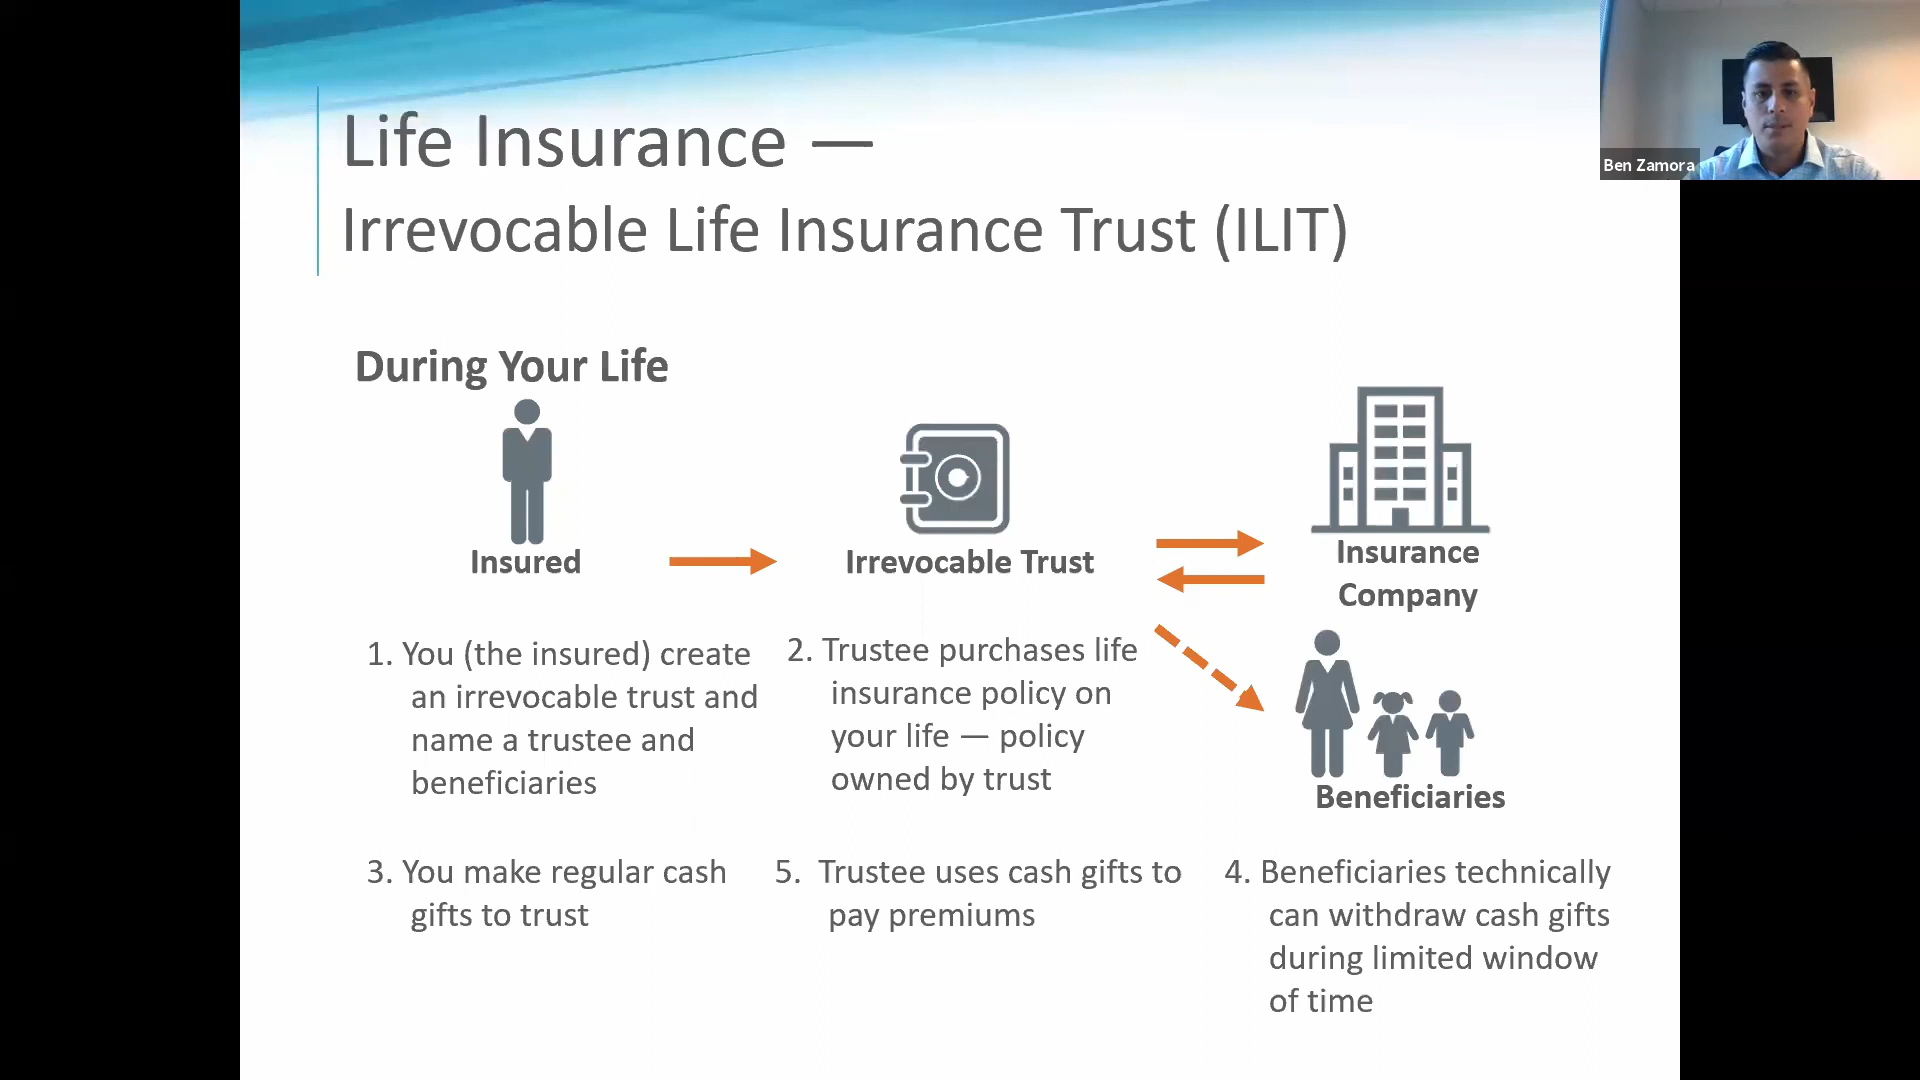 Life Insurance —
Irrevocable Life Insurance Trust (ILIT)
Ben Zamora
During Your Life
Insured
Irrevocable Trust
Insurance
Company
1. You (the insured) create
an irrevocable trust and
name a trustee and
beneficiaries
2. Trustee purchases life
insurance policy on
your life — policy
owned by trust
Beneficiaries
3. You make regular cash
gifts to trust
5. Trustee uses cash gifts to
pay premiums
4. Beneficiaries technically
can withdraw cash gifts
during limited window
of time